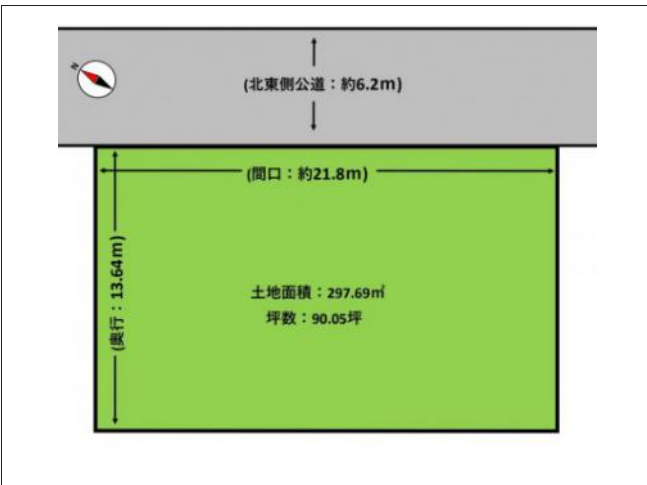 N
(北東側公道：約6.2m)
(間口：約21.8m)
(奥行：13.64m)
土地面積：297.69㎡
坪数：90.05坪